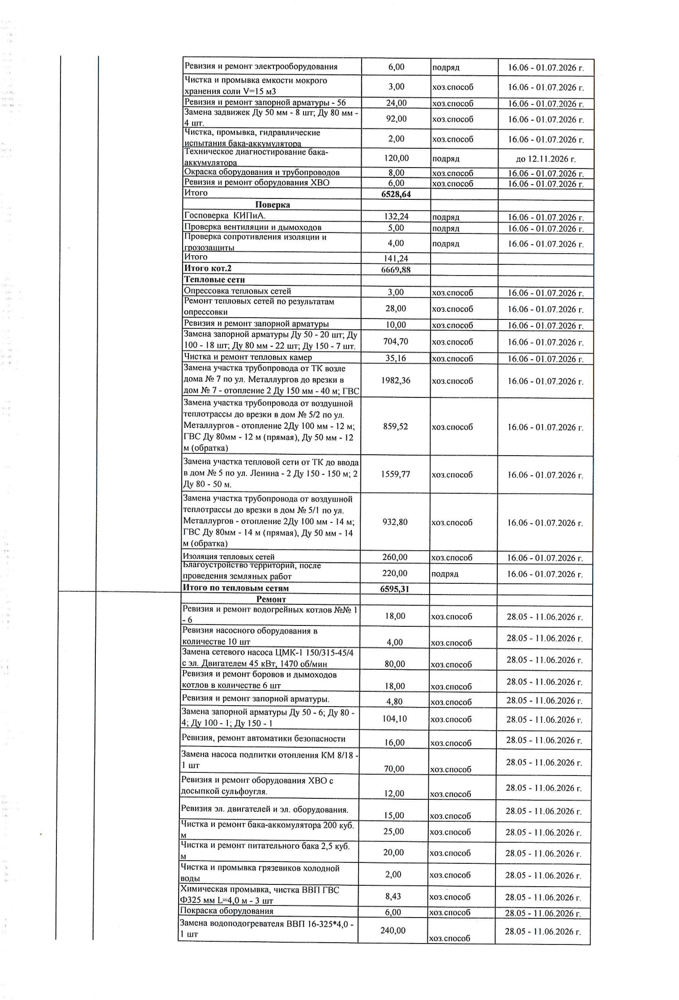 Ревизия и ремонт электрооборудования 6,00 подряд 16.06 - 01.07.2026 г.
Чистка и промывка емкости мокрого
хранения соли V=15 м3 3,00 хоз.способ 16.06 - 01.07.2026 г.
Ревизия и ремонт запорной арматуры - 56 24,00 хоз.способ 16.06 - 01.07.2026 г.
Замена задвижек Ду 50 мм - 8 шт; Ду 80 мм -
4 шт. 92,00 хоз.способ 16.06 - 01.07.2026 г.
Чистка, промывка, гидравлические
испытания бака-аккумулятора 2,00 хоз.способ 16.06 - 01.07.2026 г.
Техническое диагностирование бака-
аккумулятора 120,00 подряд до 12.11.2026 г.
Окраска оборудования и трубопроводов 8,00 хоз.способ 16.06 - 01.07.2026 г.
Ревизия и ремонт оборудования ХВО 6,00 хоз.способ 16.06 - 01.07.2026 г.
Итого 6528,64
Поверка
Госповерка КИПиА. 132,24 подряд 16.06 - 01.07.2026 г.
Проверка вентиляции и дымоходов 5,00 подряд 16.06 - 01.07.2026 г.
Проверка сопротивления изоляции и
грозозащиты 4,00 подряд 16.06 - 01.07.2026 г.
Итого 141,24
Итого кот.2 6669,88
Тепловые сети
Опрессовка тепловых сетей 3,00 хоз.способ 16.06 - 01.07.2026 г.
Ремонт тепловых сетей по результатам
опрессовки 28,00 хоз.способ 16.06 - 01.07.2026 г.
Ревизия и ремонт запорной арматуры 10,00 хоз.способ 16.06 - 01.07.2026 г.
Замена запорной арматуры Ду 50 - 20 шт; Ду
100 - 18 шт; Ду 80 мм - 22 шт; Ду 150 - 7 шт. 704,70 хоз.способ 16.06 - 01.07.2026 г.
Чистка и ремонт тепловых камер 35,16 хоз.способ 16.06 - 01.07.2026 г.
Замена участка трубопровода от ТК возле
дома № 7 по ул. Металлургов до врезки в
дом № 7 - отопление 2 Ду 150 мм - 40 м; ГВС 1982,36 хоз.способ 16.06 - 01.07.2026 г.
Замена участка трубопровода от воздушной
теплотрассы до врезки в дом № 5/2 по ул.
Металлургов - отопление 2Ду 100 мм - 12 м;
ГВС Ду 80мм - 12 м (прямая), Ду 50 мм - 12
м (обратка) 859,52 хоз.способ 16.06 - 01.07.2026 г.
Замена участка тепловой сети от ТК до ввода
в дом № 5 по ул. Ленина - 2 Ду 150 - 150 м; 2
Ду 80 - 50 м. 1559,77 хоз.способ 16.06 - 01.07.2026 г.
Замена участка трубопровода от воздушной
теплотрассы до врезки в дом № 5/1 по ул.
Металлургов - отопление 2Ду 100 мм - 14 м;
ГВС Ду 80мм - 14 м (прямая), Ду 50 мм - 14
м (обратка) 932,80 хоз.способ 16.06 - 01.07.2026 г.
Изоляция тепловых сетей 260,00 хоз.способ 16.06 - 01.07.2026 г.
Благоустройство территорий, после
проведения земляных работ 220,00 подряд 16.06 - 01.07.2026 г.
Итого по тепловым сетям 6595,31
Ремонт
Ревизия и ремонт водогрейных котлов №№ 1
- 6 18,00 хоз.способ 28.05 - 11.06.2026 г.
Ревизия насосного оборудования в
количестве 10 шт 4,00 хоз.способ 28.05 - 11.06.2026 г.
Замена сетевого насоса ЦМК-1 150/315-45/4
с эл. Двигателем 45 кВт, 1470 об/мин 80,00 хоз.способ 28.05 - 11.06.2026 г.
Ревизия и ремонт боровов и дымоходов
котлов в количестве 6 шт 18,00 хоз.способ 28.05 - 11.06.2026 г.
Ревизия и ремонт запорной арматуры. 4,80 хоз.способ 28.05 - 11.06.2026 г.
Замена запорной арматуры Ду 50 - 6; Ду 80 -
4; Ду 100 - 1; Ду 150 - 1 104,10 хоз.способ 28.05 - 11.06.2026 г.
Ревизия, ремонт автоматики безопасности 16,00 хоз.способ 28.05 - 11.06.2026 г.
Замена насоса подпитки отопления КМ 8/18 -
1 шт 70,00 хоз.способ 28.05 - 11.06.2026 г.
Ревизия и ремонт оборудования ХВО с
досыпкой сульфоугля. 12,00 хоз.способ 28.05 - 11.06.2026 г.
Ревизия эл. двигателей и эл. оборудования. 15,00 хоз.способ 28.05 - 11.06.2026 г.
Чистка и ремонт бака-аккомулятора 200 куб.
м 25,00 хоз.способ 28.05 - 11.06.2026 г.
Чистка и ремонт питательного бака 2,5 куб.
м 20,00 хоз.способ 28.05 - 11.06.2026 г.
Чистка и промывка грязевиков холодной
воды 2,00 хоз.способ 28.05 - 11.06.2026 г.
Химическая промывка, чистка ВВП ГВС
Ф325 мм L=4,0 м - 3 шт 8,43 хоз.способ 28.05 - 11.06.2026 г.
Покраска оборудования 6,00 хоз.способ 28.05 - 11.06.2026 г.
Замена водоподогревателя ВВП 16-325*4,0 -
1 шт 240,00 хоз.способ 28.05 - 11.06.2026 г.